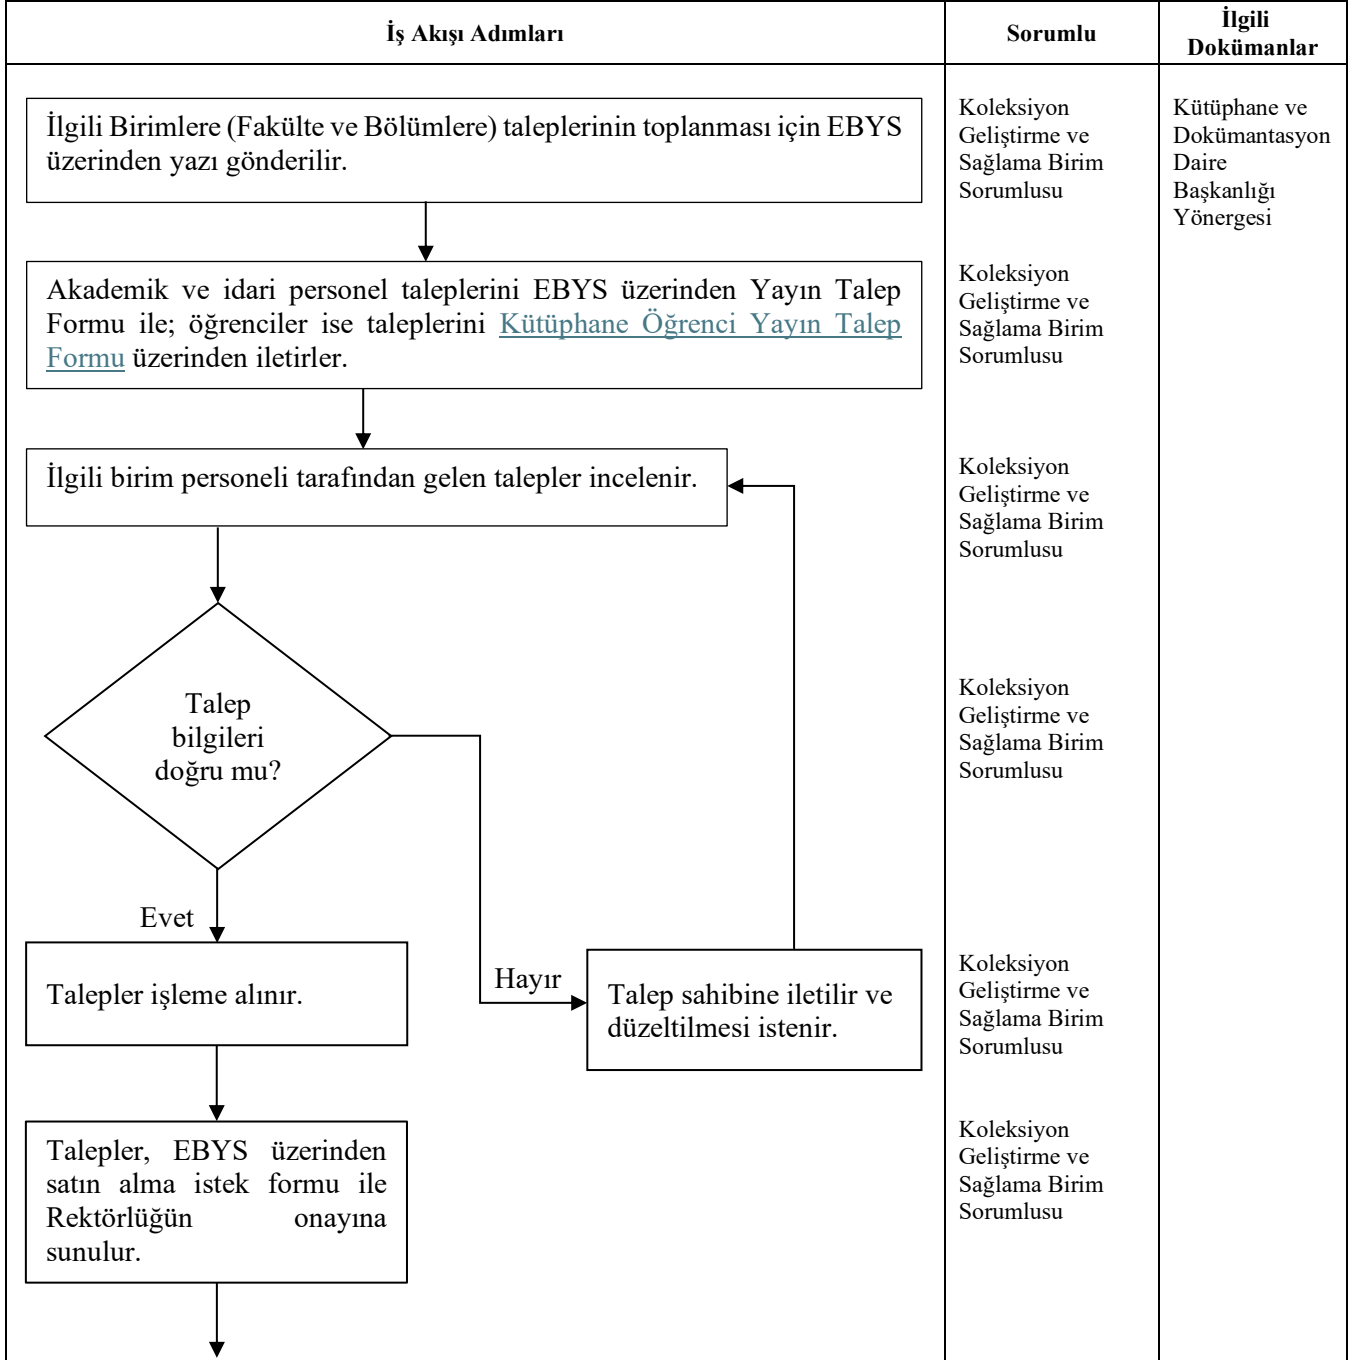 İş Akışı Adımları
Sorumlu
İlgili
Dokümanlar
İlgili Birimlere (Fakülte ve Bölümlere) taleplerinin toplanması için EBYS
üzerinden yazı gönderilir.
Koleksiyon
Geliştirme ve
Sağlama Birim
Sorumlusu
Kütüphane ve
Dokümantasyon
Daire
Başkanlığı
Yönergesi
Akademik ve idari personel taleplerini EBYS üzerinden Yayın Talep
Formu ile; öğrenciler ise taleplerini Kütüphane Öğrenci Yayın Talep
Formu üzerinden iletirler.
Koleksiyon
Geliştirme ve
Sağlama Birim
Sorumlusu
İlgili birim personeli tarafından gelen talepler incelenir.
Koleksiyon
Geliştirme ve
Sağlama Birim
Sorumlusu
Talep
bilgileri
doğru mu?
Koleksiyon
Geliştirme ve
Sağlama Birim
Sorumlusu
Evet
Talepler işleme alınır.
Hayır
Talep sahibine iletilir ve
düzeltilmesi istenir.
Koleksiyon
Geliştirme ve
Sağlama Birim
Sorumlusu
Talepler, EBYS üzerinden
satın alma istek formu ile
Rektörlüğün onayına
sunulur.
Koleksiyon
Geliştirme ve
Sağlama Birim
Sorumlusu